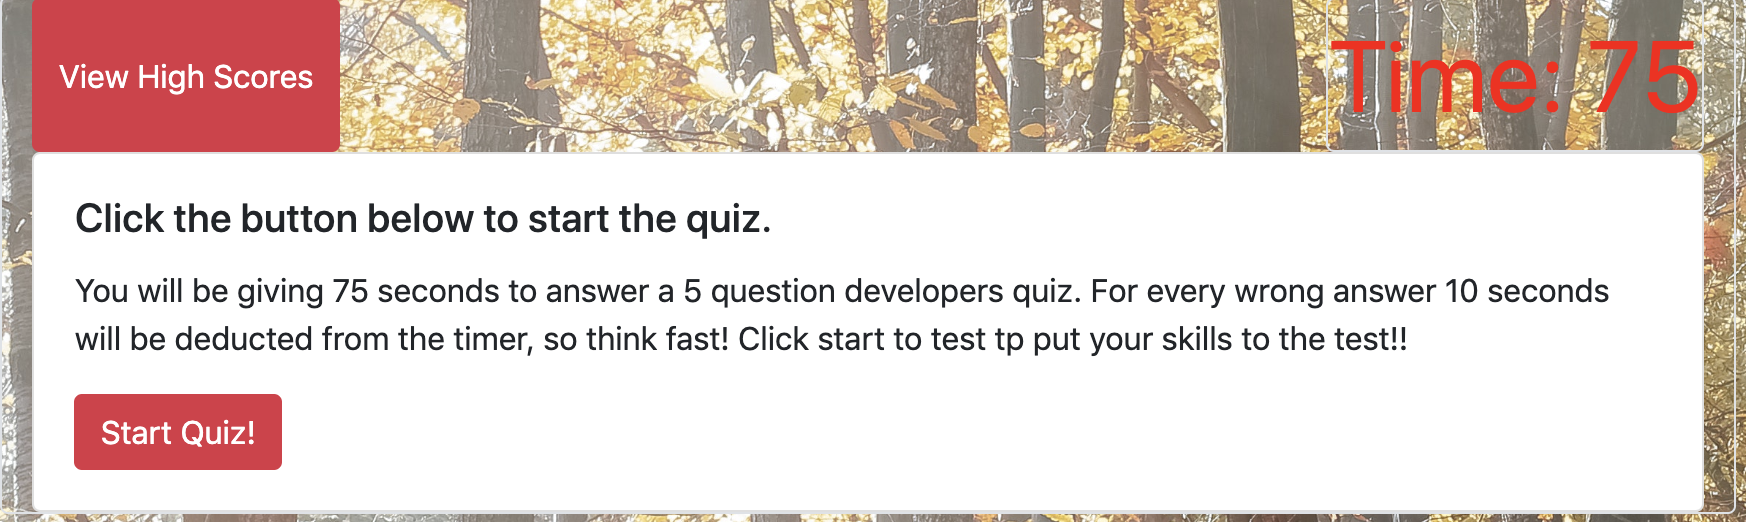 View High Scores
Time: 75
Click the button below to start the quiz.
You will be giving 75 seconds to answer a 5 question developers quiz. For every wrong answer 10 seconds
will be deducted from the timer, so think fast! Click start to test tp put your skills to the test!!
Start Quiz!